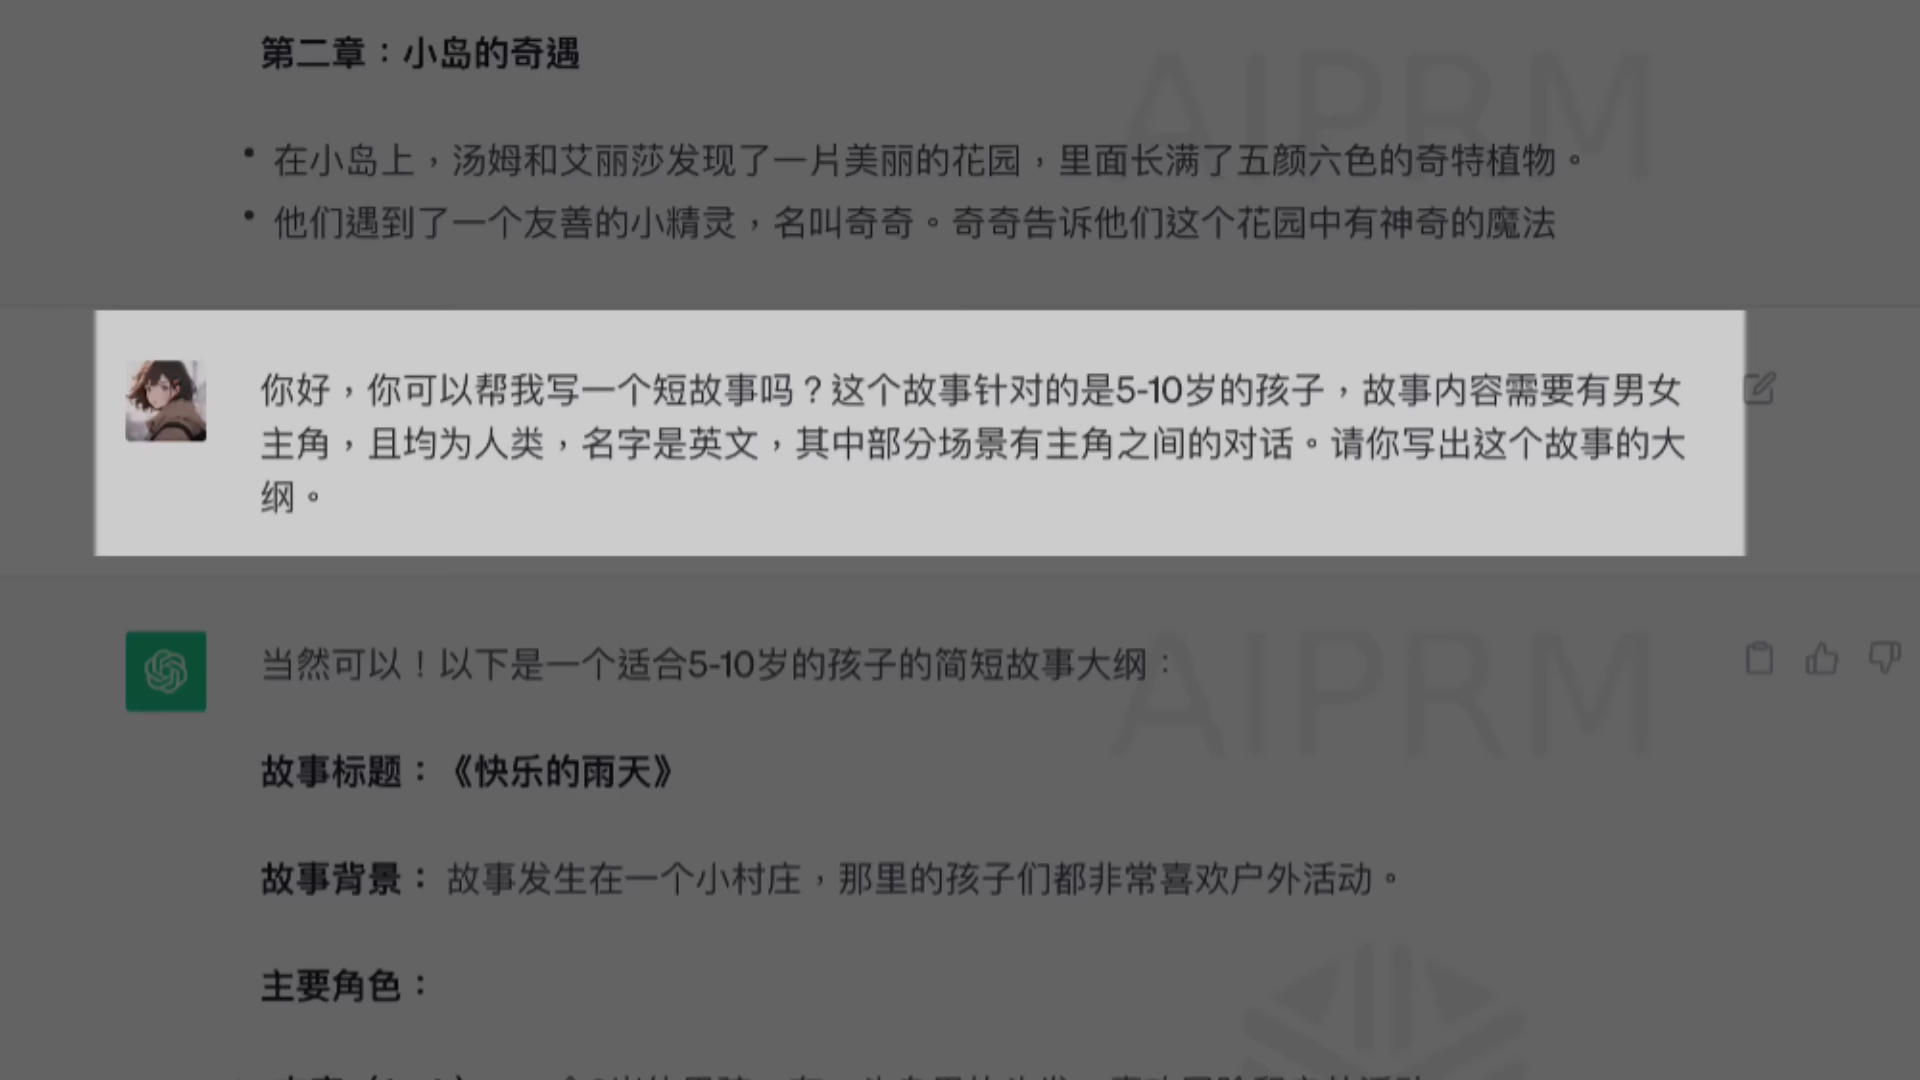 第二章：小岛的奇遇
• 在小岛上，汤姆和艾丽莎发现了一片美丽的花园，里面长满了五颜六色的奇特植物。
• 他们遇到了一个友善的小精灵，名叫奇奇。奇奇告诉他们这个花园中有神奇的魔法
你好，你可以帮我写一个短故事吗？这个故事针对的是5-10岁的孩子，故事内容需要有男女
主角，且均为人类，名字是英文，其中部分场景有主角之间的对话。请你写出这个故事的大
纲。
当然可以！以下是一个适合5-10岁的孩子的简短故事大纲：
故事标题：《快乐的雨天》
故事背景： 故事发生在一个小村庄，那里的孩子们都非常喜欢户外活动。
主要角色：
AIPRM
AIPRM